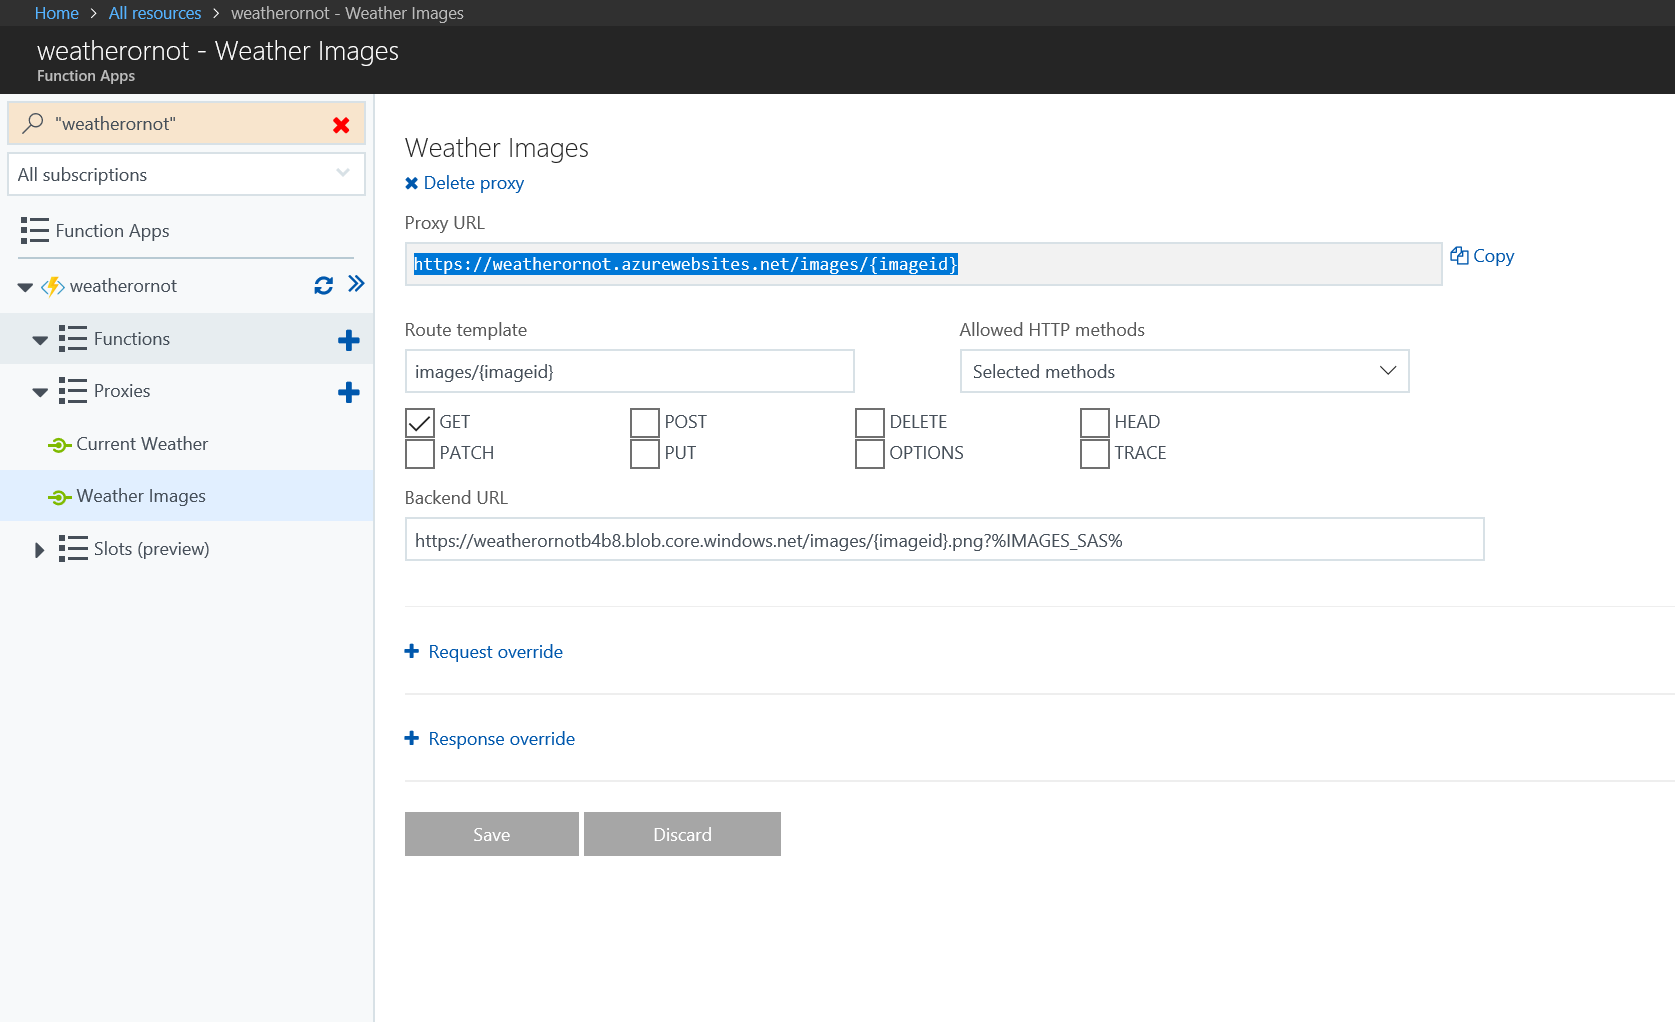 Home > All resources > weatherornot - Weather Images
weatherornot - Weather Images
Function Apps
"weatherornot"
All subscriptions
Function Apps
weatherornot
Functions
Proxies
Current Weather
Weather Images
Slots (preview)
Weather Images
Delete proxy
Proxy URL
https://weatherornot.azurewebsites.net/images/{imageid}
Copy
Route template
Allowed HTTP methods
images/{imageid}
Selected methods
GET POST DELETE HEAD
PATCH PUT OPTIONS TRACE
Backend URL
https://weatherornotb4b8.blob.core.windows.net/images/{imageid}.png?%IMAGES_SAS%
Request override
Response override
Save Discard